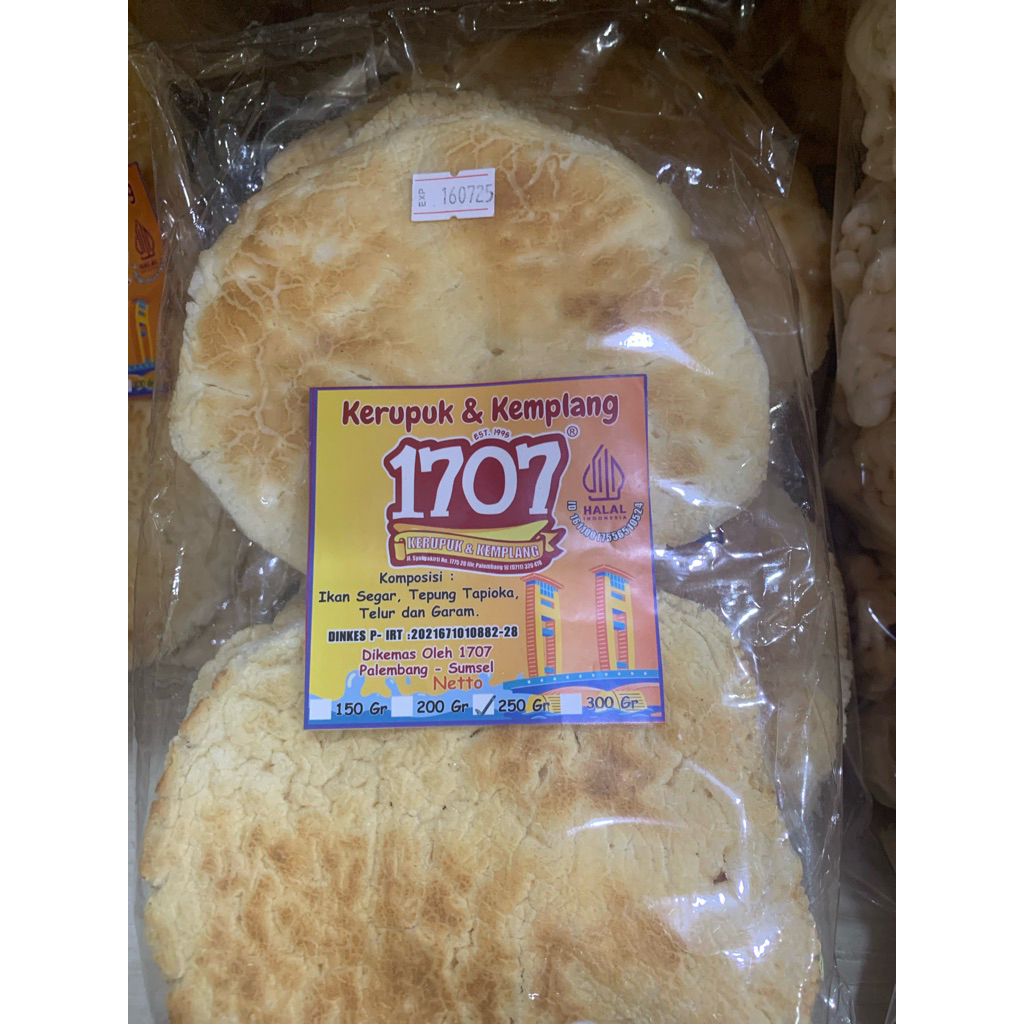 EXP 160725
Kerupuk & Kemplang
EST. 1998
1707®
KERUPUK & KEMPLANG
HALAL
INDONESIA
Komposisi :
Ikan Segar, Tepung Tapioka,
Telur dan Garam.
DINKES P- IRT :2021671010882-28
Dikemas Oleh 1707
Palembang - Sumsel
Netto
150 Gr 200 Gr 250 Gr 300 Gr